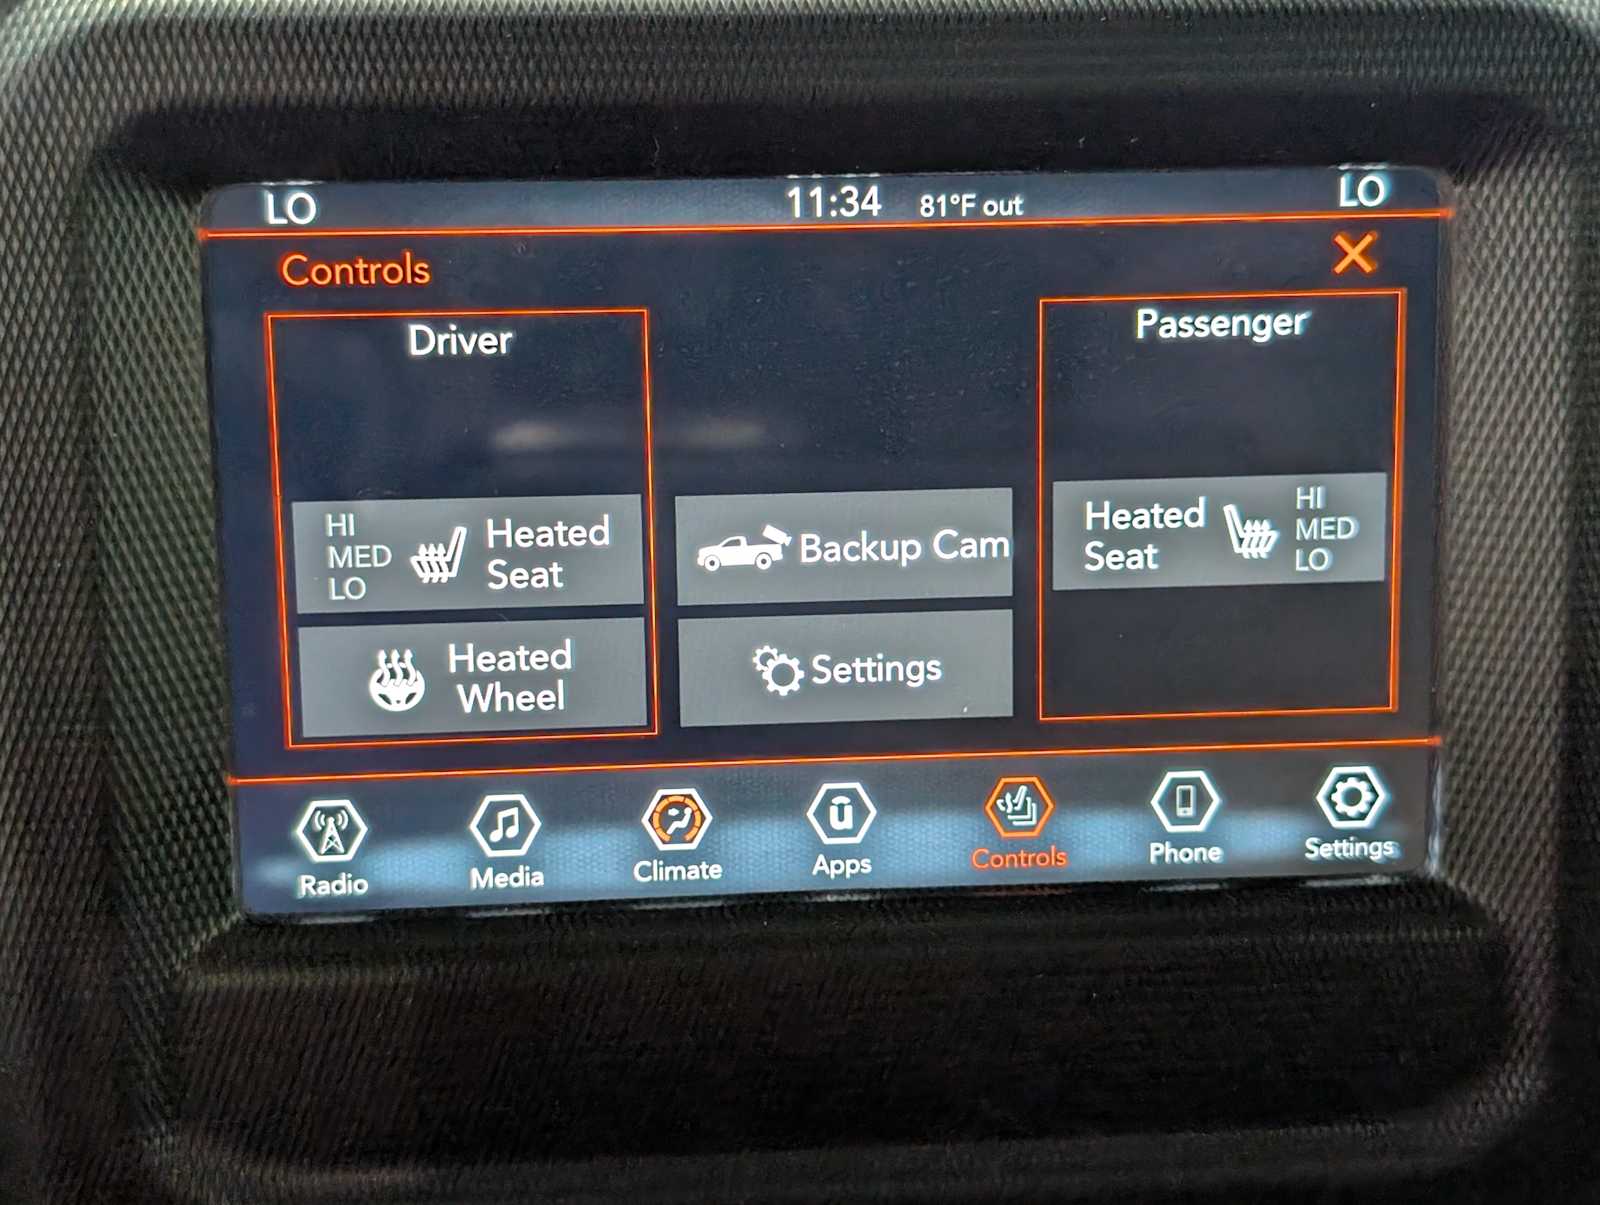 LO 11:34 81°F out LO
Controls
Driver
Passenger
HI
MED
LO
Heated
Seat
Backup Cam
Heated
Seat
HI
MED
LO
Heated
Wheel
Settings
Radio
Media
Climate
Apps
Controls
Phone
Settings